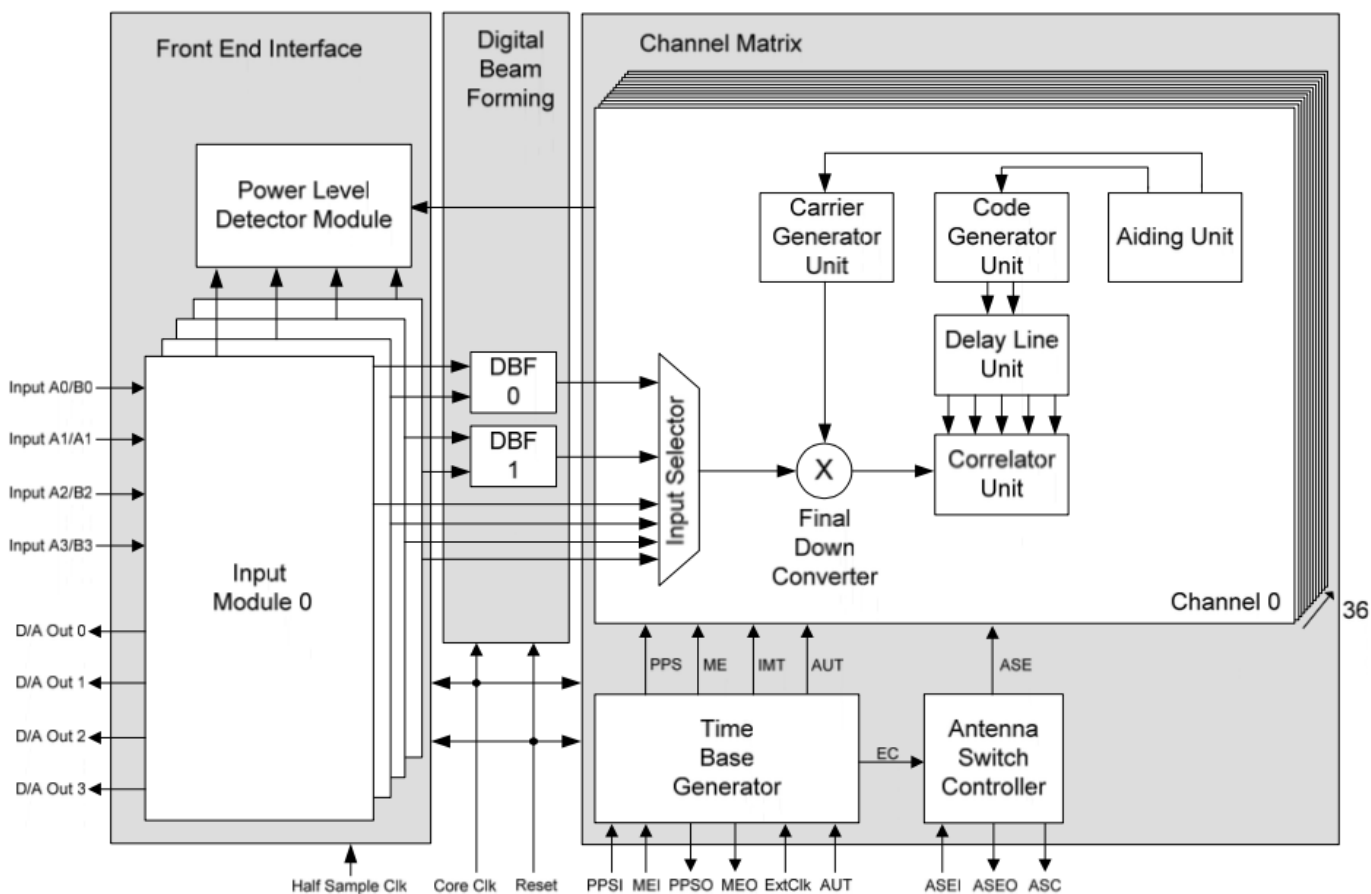 Front End Interface
Digital
Beam
Forming
Channel Matrix
Power Level
Detector Module
Carrier
Generator
Unit
Code
Generator
Unit
Aiding Unit
Delay Line
Unit
Input A0/B0
Input A1/A1
Input A2/B2
Input A3/B3
DBF
0
DBF
1
Input Selector
X
Correlator
Unit
Final
Down
Converter
Input
Module 0
Channel 0
36
D/A Out 0
D/A Out 1
D/A Out 2
D/A Out 3
PPS
ME
IMT
AUT
ASE
Time
Base
Generator
EC
Antenna
Switch
Controller
Half Sample Clk
Core Clk
Reset
PPSI
MEI
PPSO
MEO
ExtClk
AUT
ASEI
ASEO
ASC